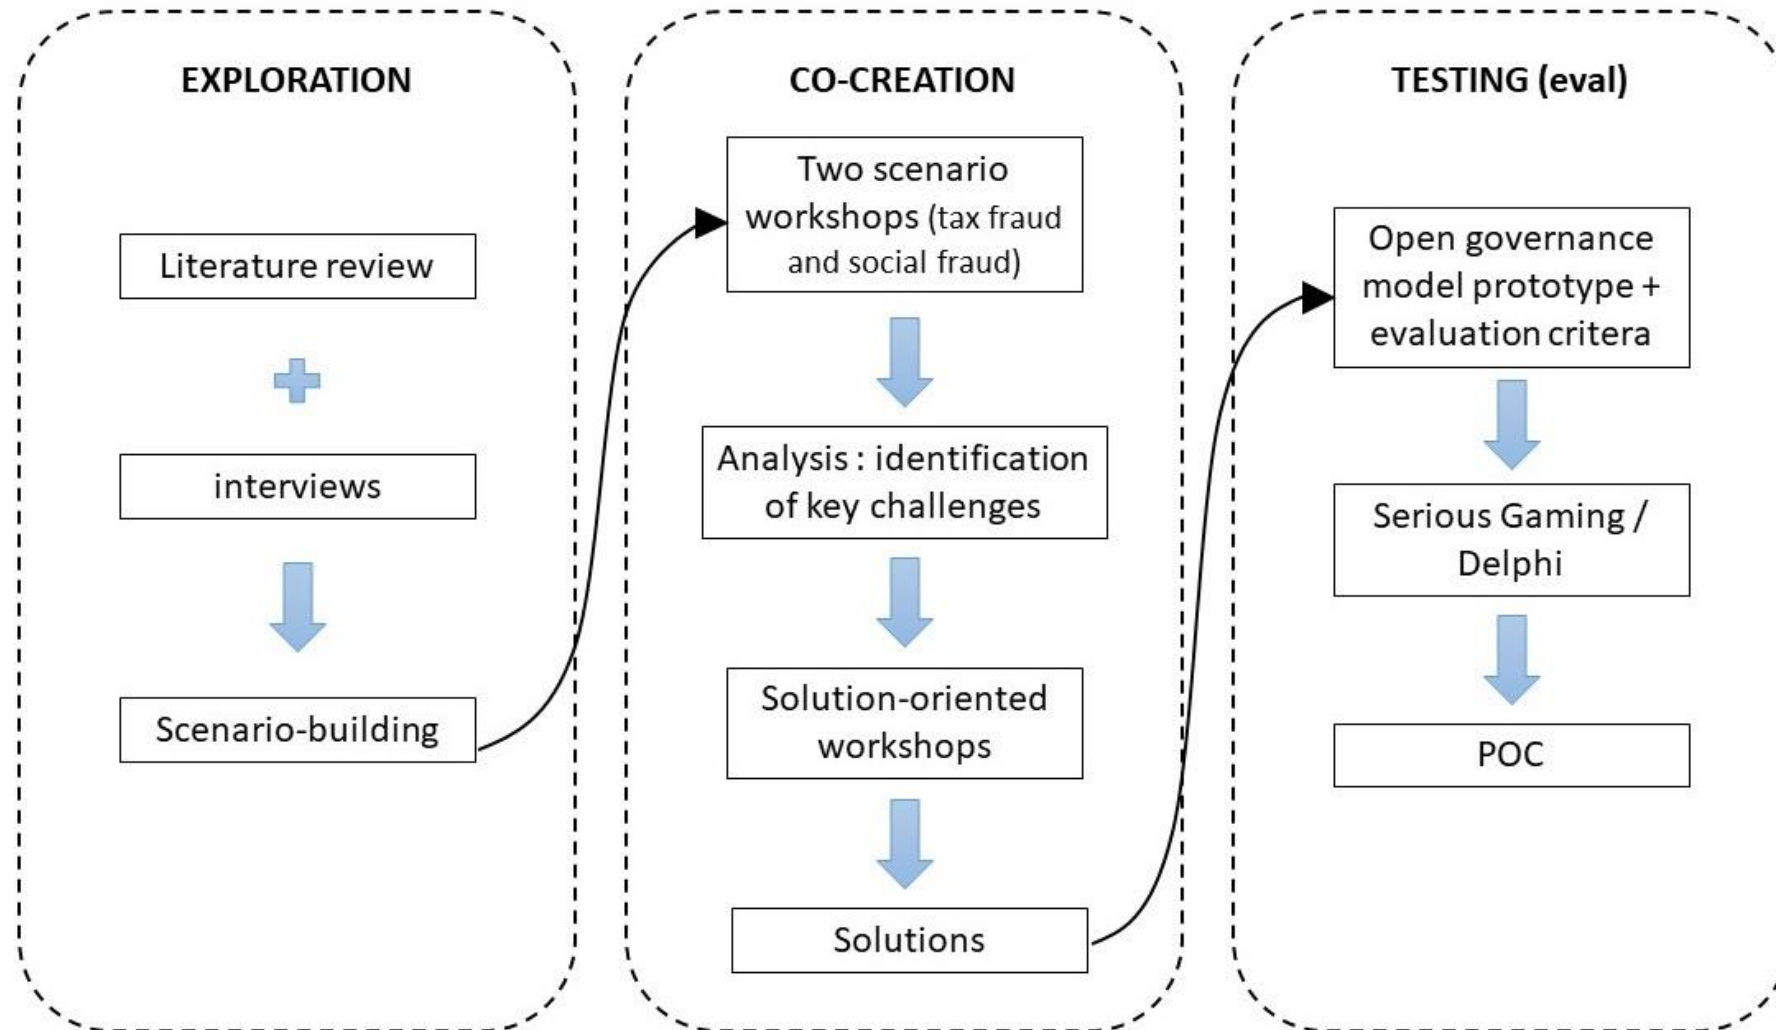 EXPLORATION
Literature review
interviews
Scenario-building
CO-CREATION
Two scenario
workshops (tax fraud
and social fraud)
Analysis : identification
of key challenges
Solution-oriented
workshops
Solutions
TESTING (eval)
Open governance
model prototype +
evaluation critera
Serious Gaming /
Delphi
POC